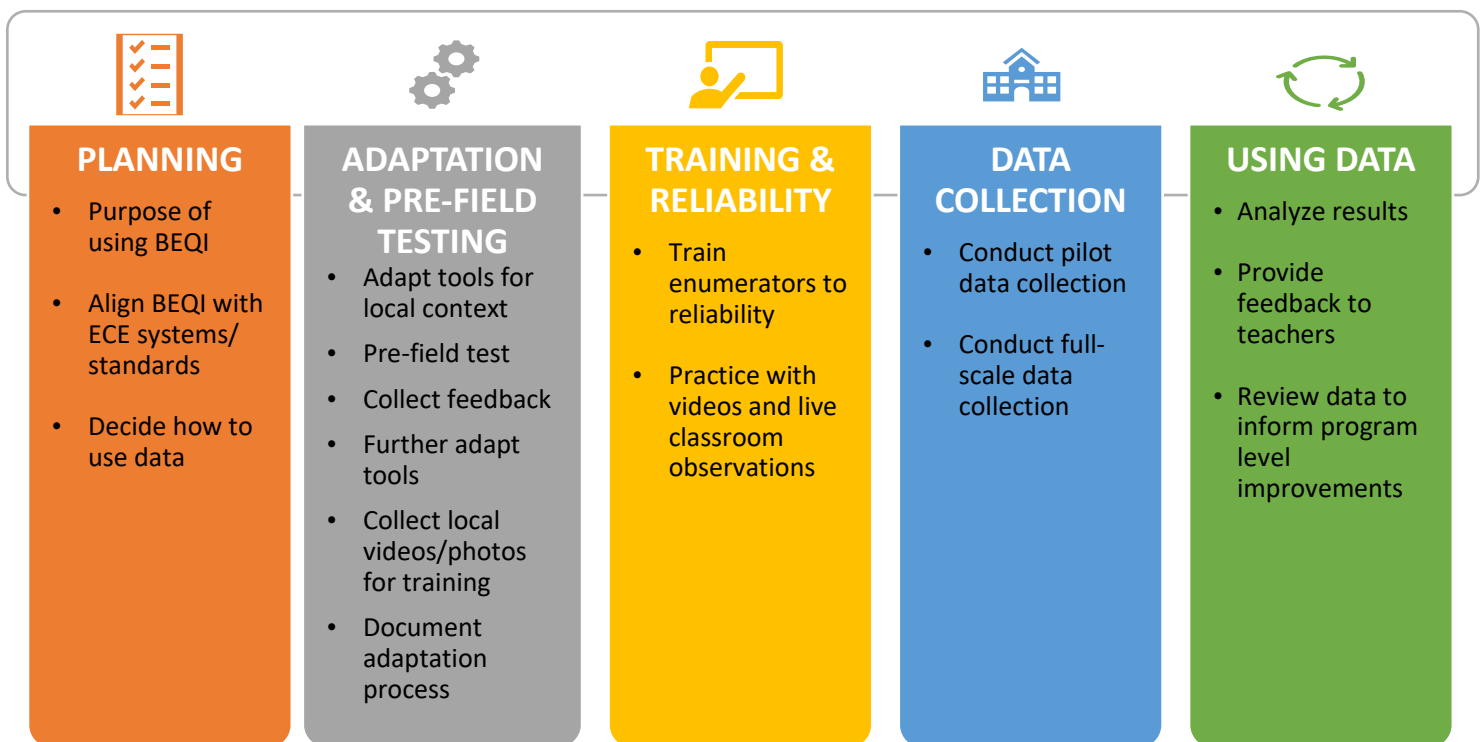 PLANNING
• Purpose of
using BEQI
• Align BEQI with
ECE systems/
standards
• Decide how to
use data
ADAPTATION
& PRE-FIELD
TESTING
• Adapt tools for
local context
• Pre-field test
• Collect feedback
• Further adapt
tools
• Collect local
videos/photos
for training
• Document
adaptation
process
TRAINING &
RELIABILITY
• Train
enumerators to
reliability
• Practice with
videos and live
classroom
observations
DATA
COLLECTION
• Conduct pilot
data collection
• Conduct full-
scale data
collection
USING DATA
• Analyze results
• Provide
feedback to
teachers
• Review data to
inform program
level
improvements